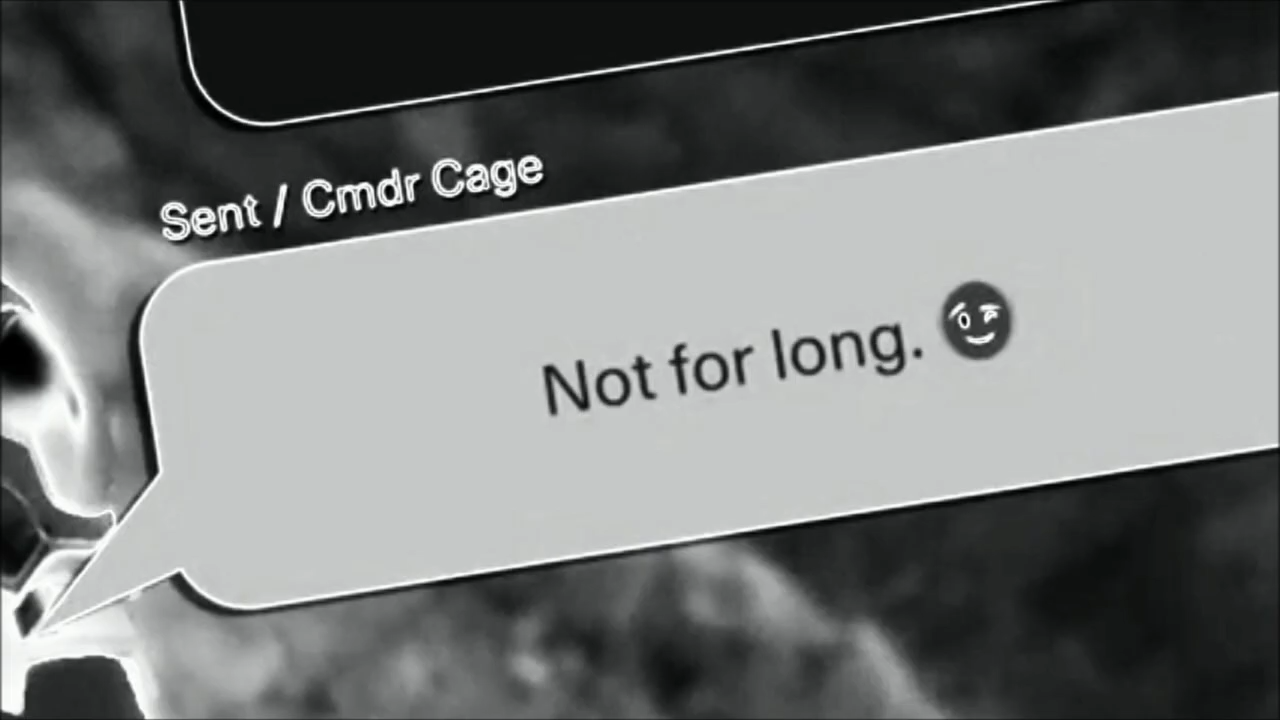 Sent / Cmdr Cage
Not for long. 😉